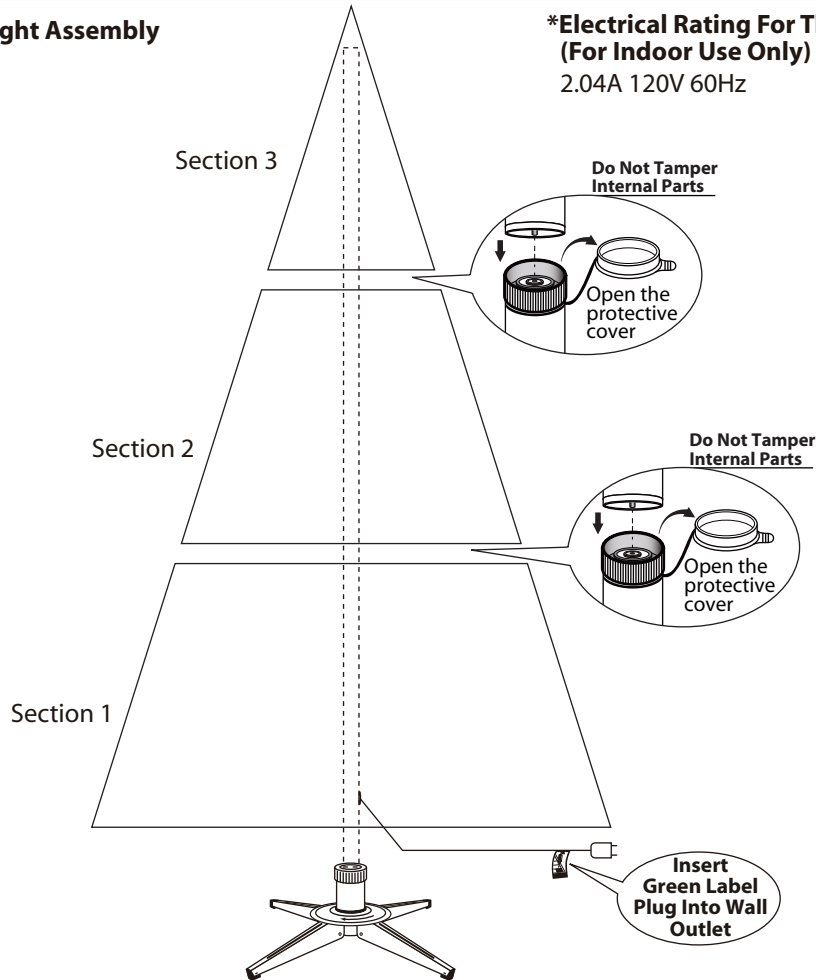 ght Assembly
*Electrical Rating For T
(For Indoor Use Only)
2.04A 120V 60Hz
Section 3
Do Not Tamper
Internal Parts
Open the
protective
cover
Section 2
Do Not Tamper
Internal Parts
Open the
protective
cover
Section 1
Insert
Green Label
Plug Into Wall
Outlet